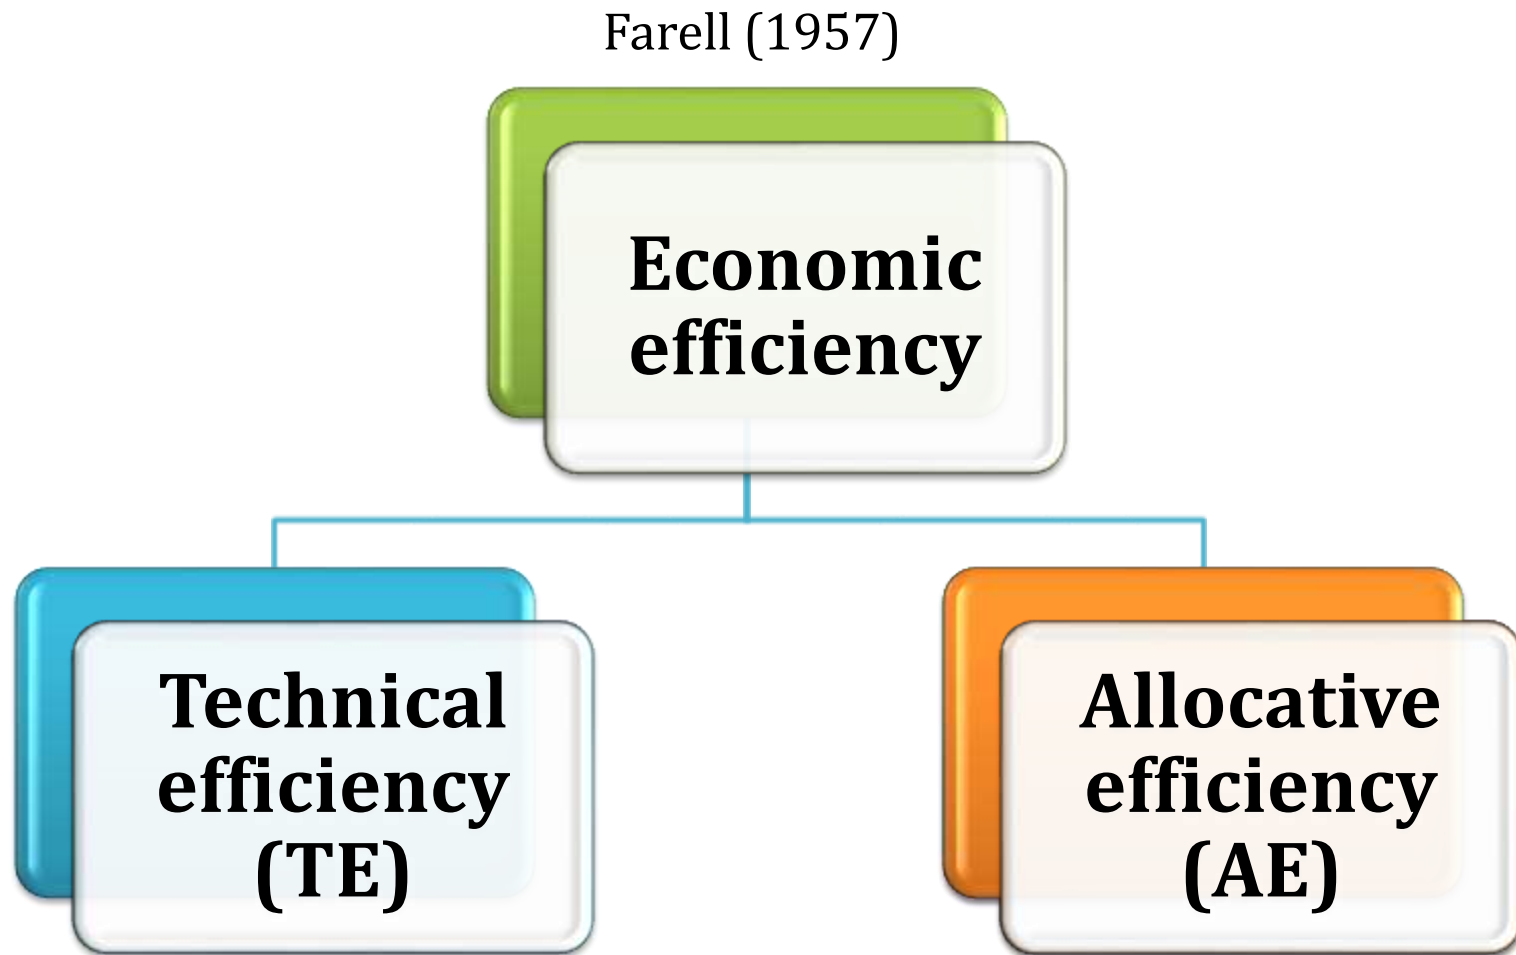 Farell (1957)
Economic
efficiency
Technical
efficiency
(TE)
Allocative
efficiency
(AE)